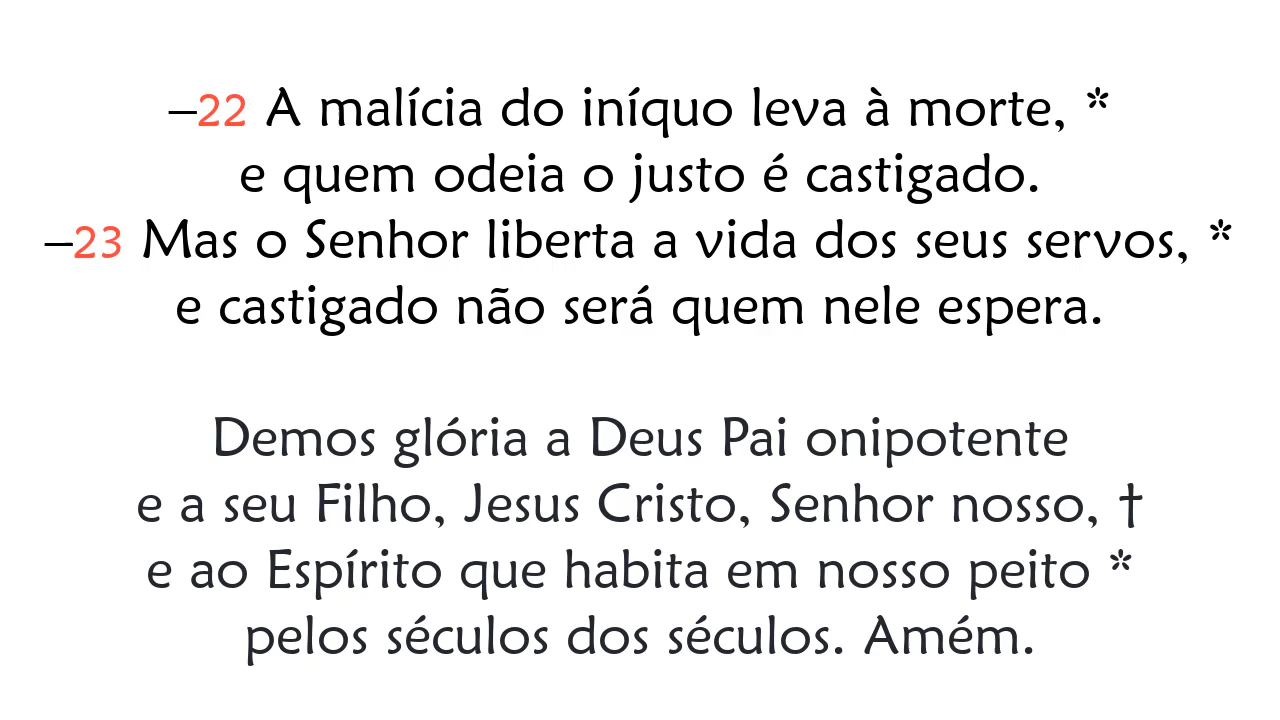 –22 A malícia do iníquo leva à morte, *
e quem odeia o justo é castigado.
–23 Mas o Senhor liberta a vida dos seus servos, *
e castigado não será quem nele espera.
Demos glória a Deus Pai onipotente
e a seu Filho, Jesus Cristo, Senhor nosso, †
e ao Espírito que habita em nosso peito *
pelos séculos dos séculos. Amém.